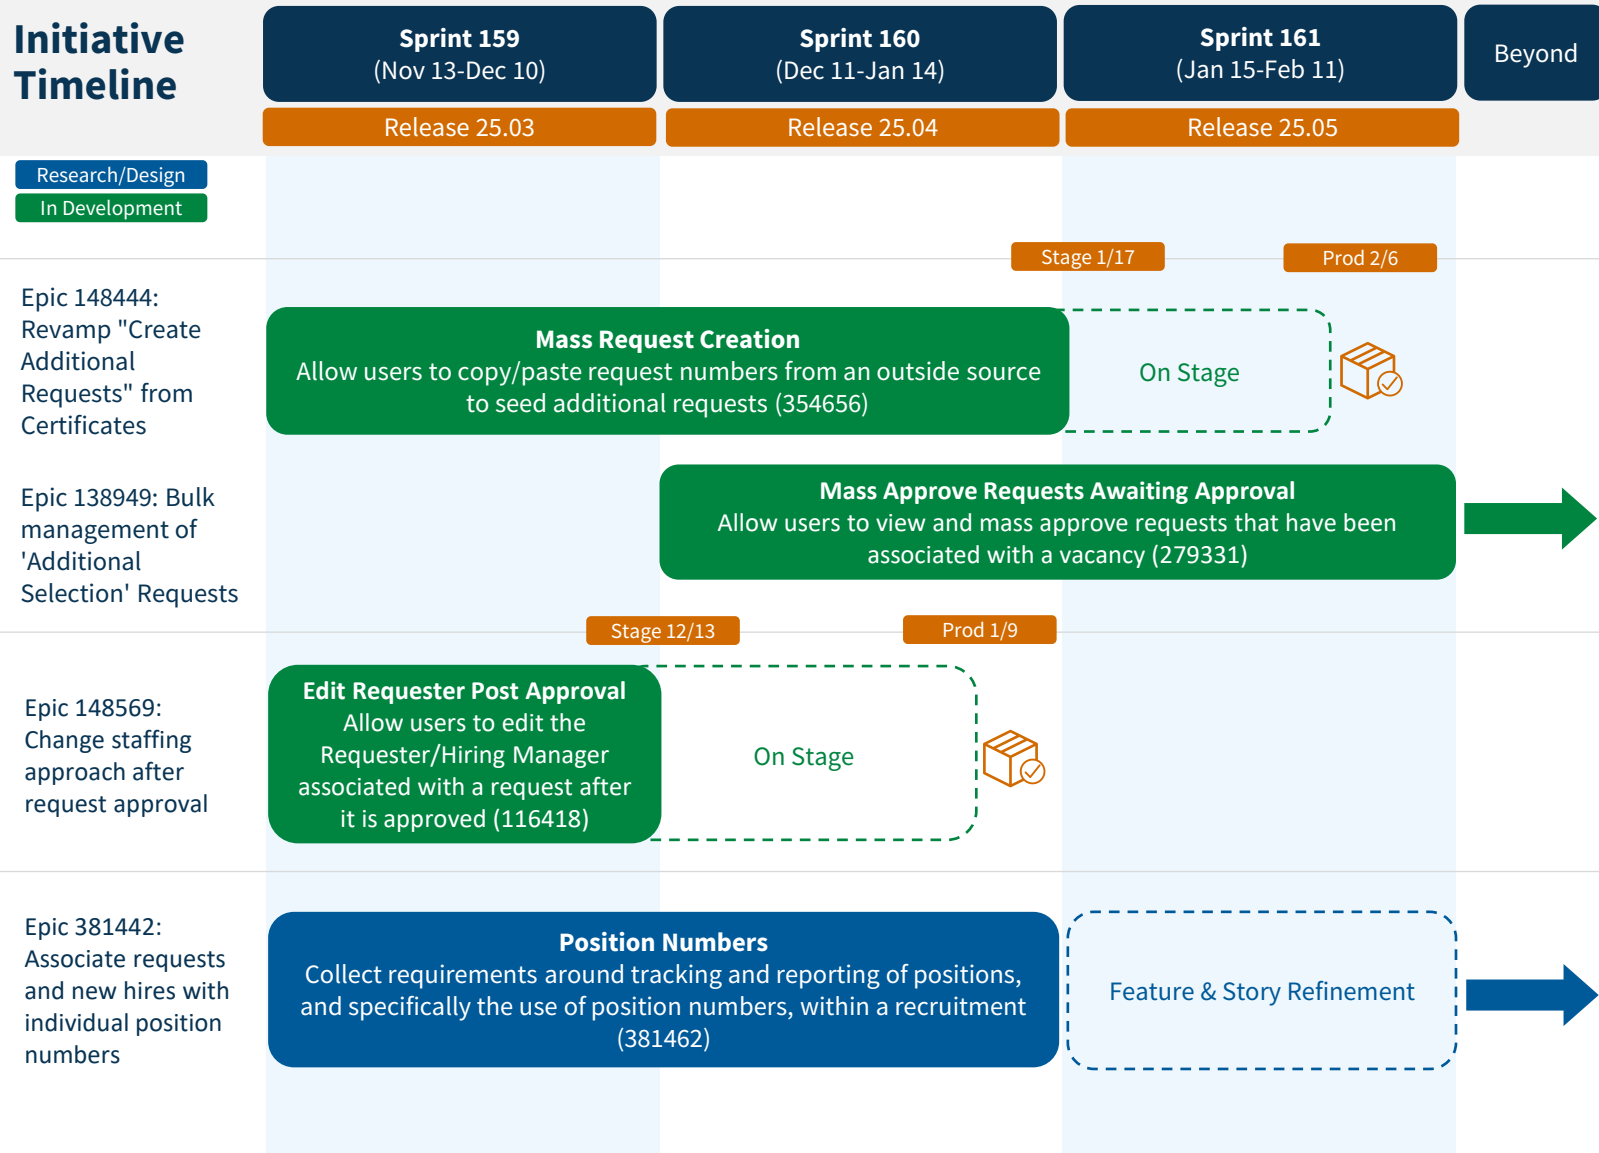 Initiative
Timeline
Sprint 159
(Nov 13-Dec 10)
Sprint 160
(Dec 11-Jan 14)
Sprint 161
(Jan 15-Feb 11)
Beyond
Release 25.03
Release 25.04
Release 25.05
Research/Design
In Development
Stage 1/17
Prod 2/6
Epic 148444:
Revamp "Create
Additional
Requests" from
Certificates
Mass Request Creation
Allow users to copy/paste request numbers from an outside source
to seed additional requests (354656)
On Stage
Epic 138949: Bulk
management of
'Additional
Selection' Requests
Mass Approve Requests Awaiting Approval
Allow users to view and mass approve requests that have been
associated with a vacancy (279331)
Stage 12/13
Prod 1/9
Epic 148569:
Change staffing
approach after
request approval
Edit Requester Post Approval
Allow users to edit the
Requester/Hiring Manager
associated with a request after
it is approved (116418)
On Stage
Epic 381442:
Associate requests
and new hires with
individual position
numbers
Position Numbers
Collect requirements around tracking and reporting of positions,
and specifically the use of position numbers, within a recruitment
(381462)
Feature & Story Refinement